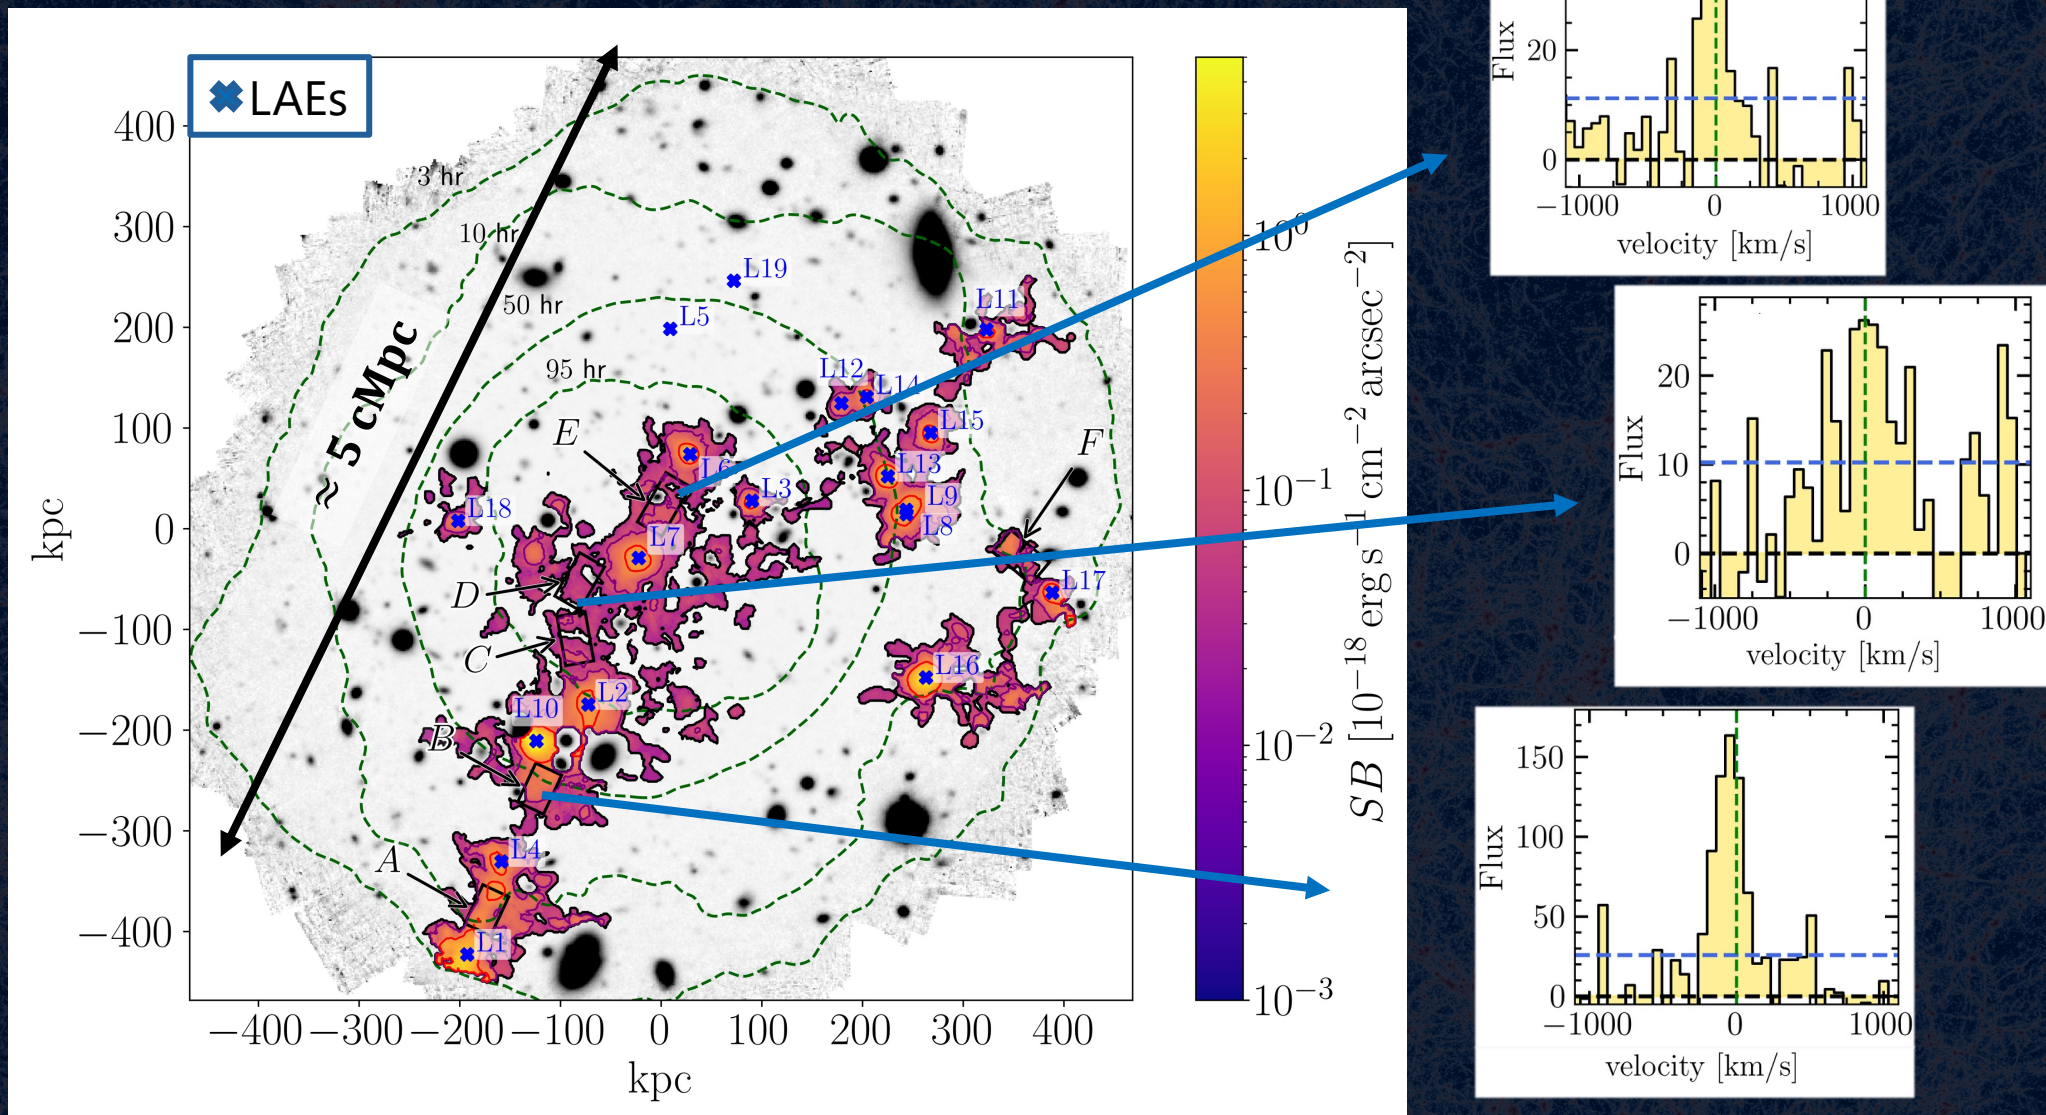 LAEs
≈ 5 cMpc
3 hr
10 hr
50 hr
95 hr
L19
L5
L11
L12
L14
L15
L6
L3
L13
L9
L8
L18
L7
L17
L16
L2
L10
L4
L1
E
F
D
C
B
A
400
300
200
100
0
−100
−200
−300
−400
kpc
−400 −300 −200 −100 0 100 200 300 400
kpc
10⁰
10⁻¹
10⁻²
10⁻³
SB [10⁻¹⁸ erg s⁻¹ cm⁻² arcsec⁻²]
Flux
20
0
−1000 0 1000
velocity [km/s]
Flux
20
10
0
−1000 0 1000
velocity [km/s]
Flux
150
100
50
0
−1000 0 1000
velocity [km/s]